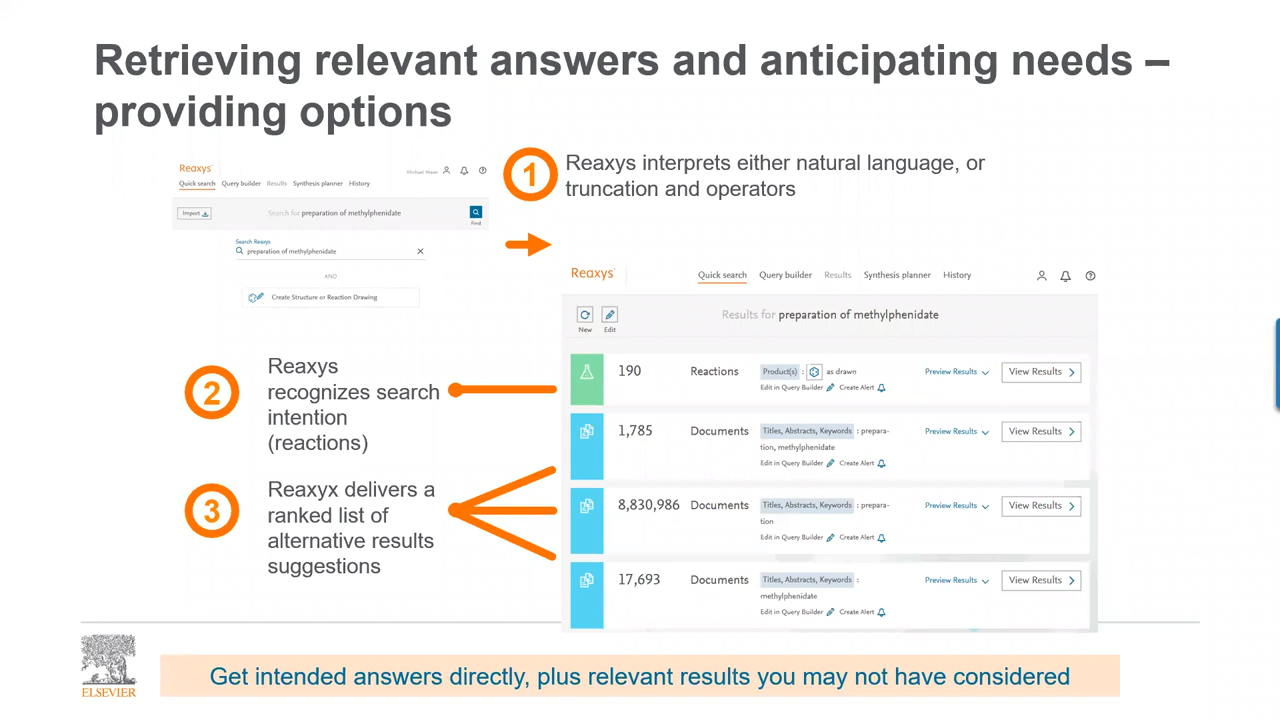 Retrieving relevant answers and anticipating needs –
providing options
Reaxys
Michael Maier
Quick search Query builder Results Synthesis planner History
Import
Search for preparation of methylphenidate
Find
Search Reaxys
preparation of methylphenidate
AND
Create Structure or Reaction Drawing
1
Reaxys interprets either natural language, or
truncation and operators
2
Reaxys
recognizes search
intention
(reactions)
3
Reaxyx delivers a
ranked list of
alternative results
suggestions
Reaxys
Quick search Query builder Results Synthesis planner History
New Edit
Results for preparation of methylphenidate
190 Reactions Product(s) : as drawn Preview Results View Results
Edit in Query Builder Create Alert
1,785 Documents Titles, Abstracts, Keywords : prepara- Preview Results View Results
tion, methylphenidate
Edit in Query Builder Create Alert
8,830,986 Documents Titles, Abstracts, Keywords : prepara- Preview Results View Results
tion
Edit in Query Builder Create Alert
17,693 Documents Titles, Abstracts, Keywords : Preview Results View Results
methylphenidate
Edit in Query Builder Create Alert
ELSEVIER
Get intended answers directly, plus relevant results you may not have considered